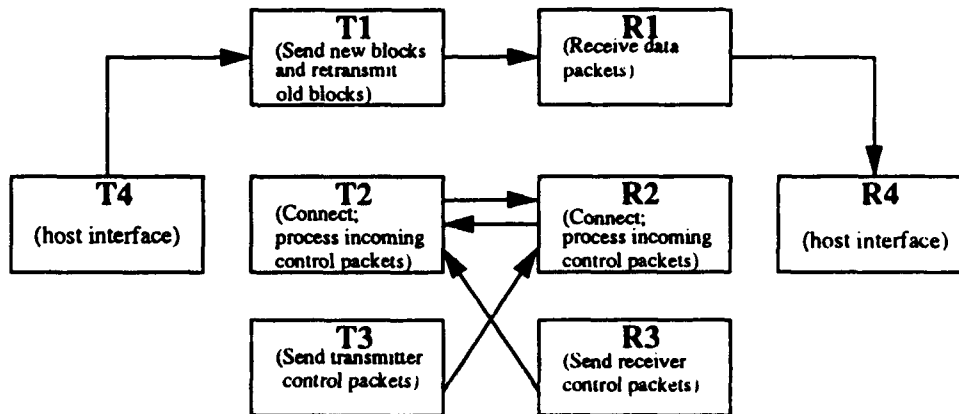 T1
(Send new blocks
and retransmit
old blocks)
R1
(Receive data
packets)
T4
(host interface)
T2
(Connect;
process incoming
control packets)
R2
(Connect;
process incoming
control packets)
R4
(host interface)
T3
(Send transmitter
control packets)
R3
(Send receiver
control packets)